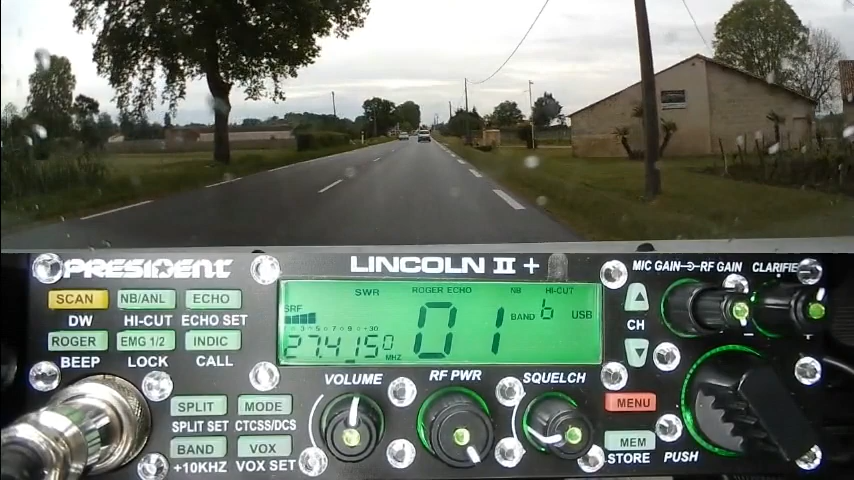 PRESIDENT
LINCOLN II +
MIC GAIN RF GAIN CLARIFIE
SCAN NB/ANL ECHO
DW HI-CUT ECHO SET
ROGER EMG 1/2 INDIC
BEEP LOCK CALL
SWR ROGER ECHO NB HI-CUT
SRF
01 BAND b USB
27.4150 MHZ
CH
VOLUME RF PWR SQUELCH
SPLIT MODE
SPLIT SET CTCSS/DCS
BAND VOX
+10KHZ VOX SET
MENU
MEM
STORE PUSH